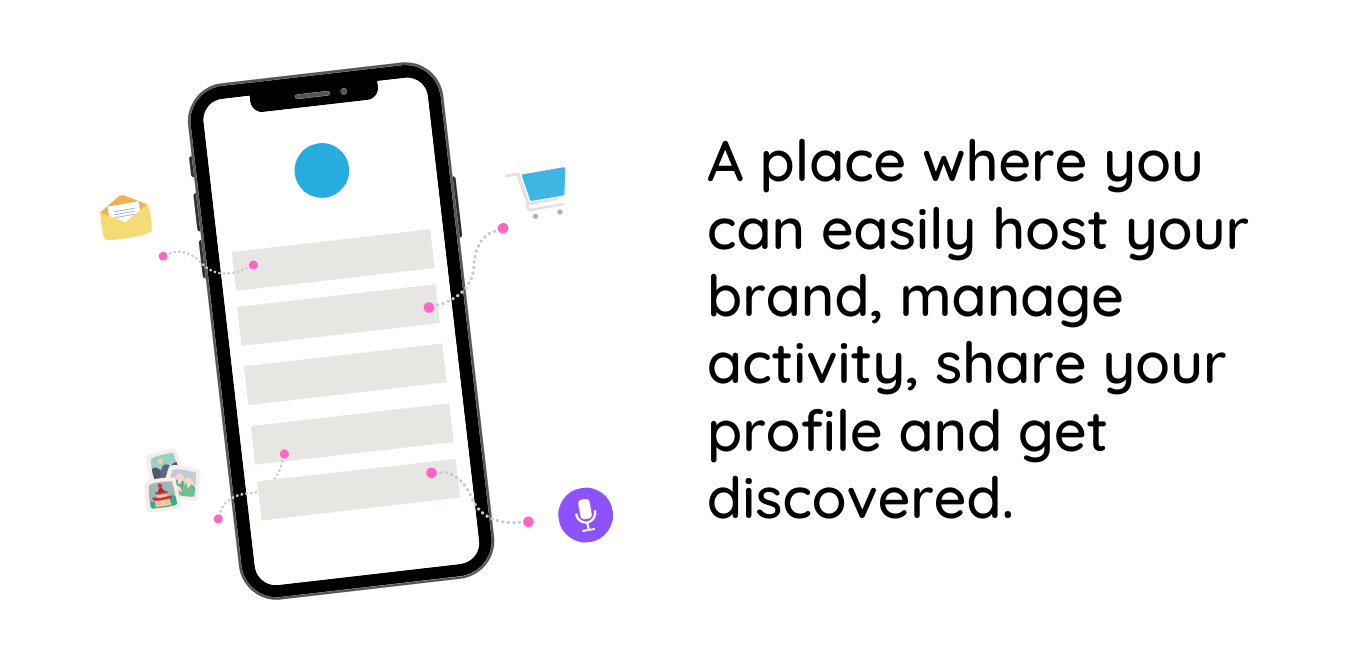 A place where you
can easily host your
brand, manage
activity, share your
profile and get
discovered.